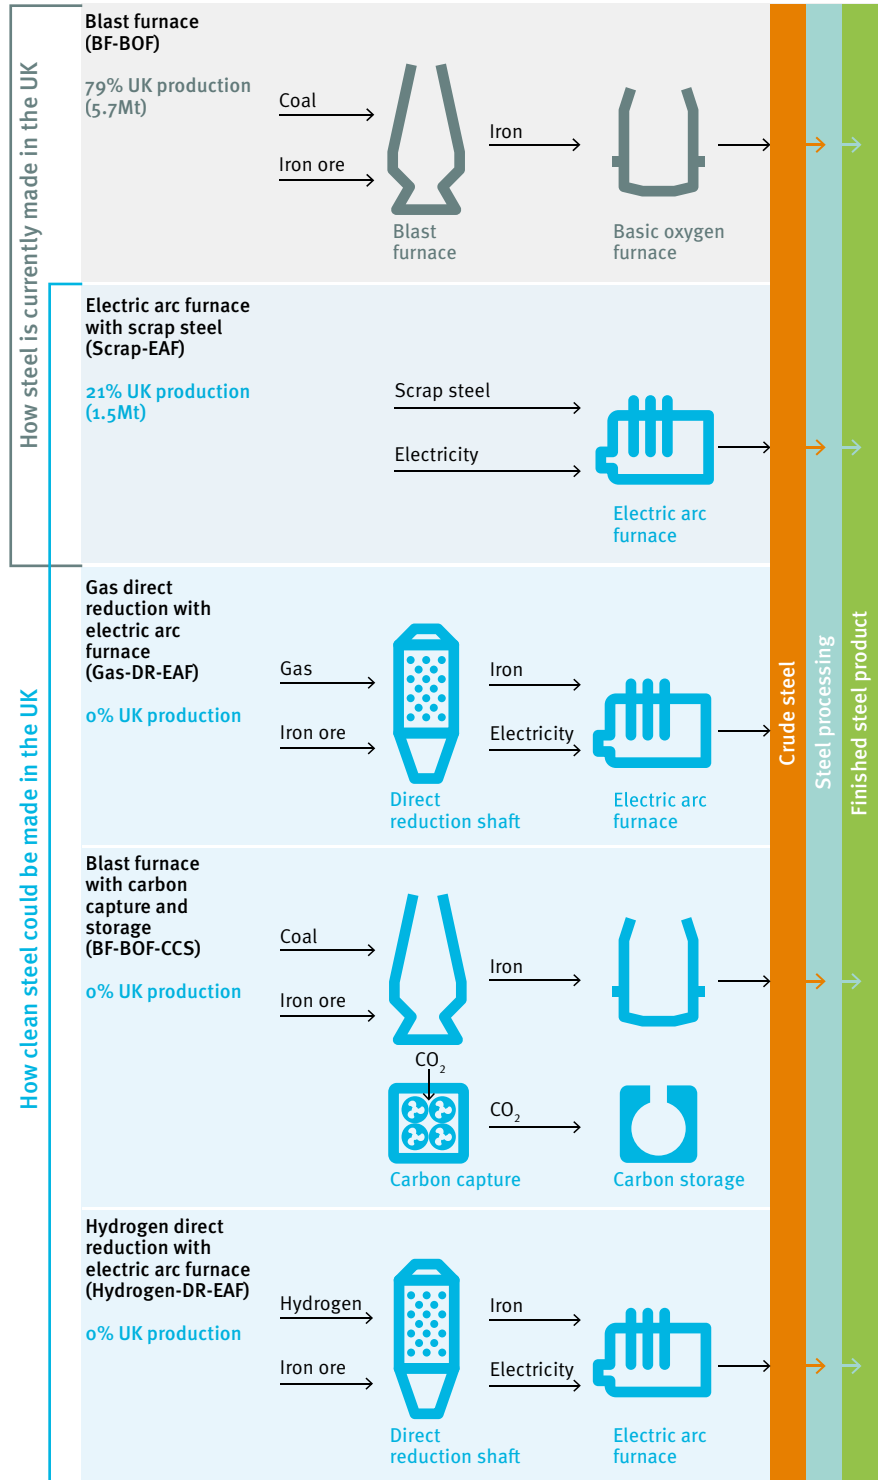 How steel is currently made in the UK
Blast furnace
(BF-BOF)
79% UK production
(5.7Mt)
Coal
Iron ore
Iron
Blast
furnace
Basic oxygen
furnace
Electric arc furnace
with scrap steel
(Scrap-EAF)
21% UK production
(1.5Mt)
Scrap steel
Electricity
Electric arc
furnace
How clean steel could be made in the UK
Gas direct
reduction with
electric arc
furnace
(Gas-DR-EAF)
0% UK production
Gas
Iron ore
Iron
Electricity
Direct
reduction shaft
Electric arc
furnace
Blast furnace
with carbon
capture and
storage
(BF-BOF-CCS)
0% UK production
Coal
Iron ore
Iron
CO₂
CO₂
Carbon capture
Carbon storage
Hydrogen direct
reduction with
electric arc furnace
(Hydrogen-DR-EAF)
0% UK production
Hydrogen
Iron ore
Iron
Electricity
Direct
reduction shaft
Electric arc
furnace
Crude steel
Steel processing
Finished steel product